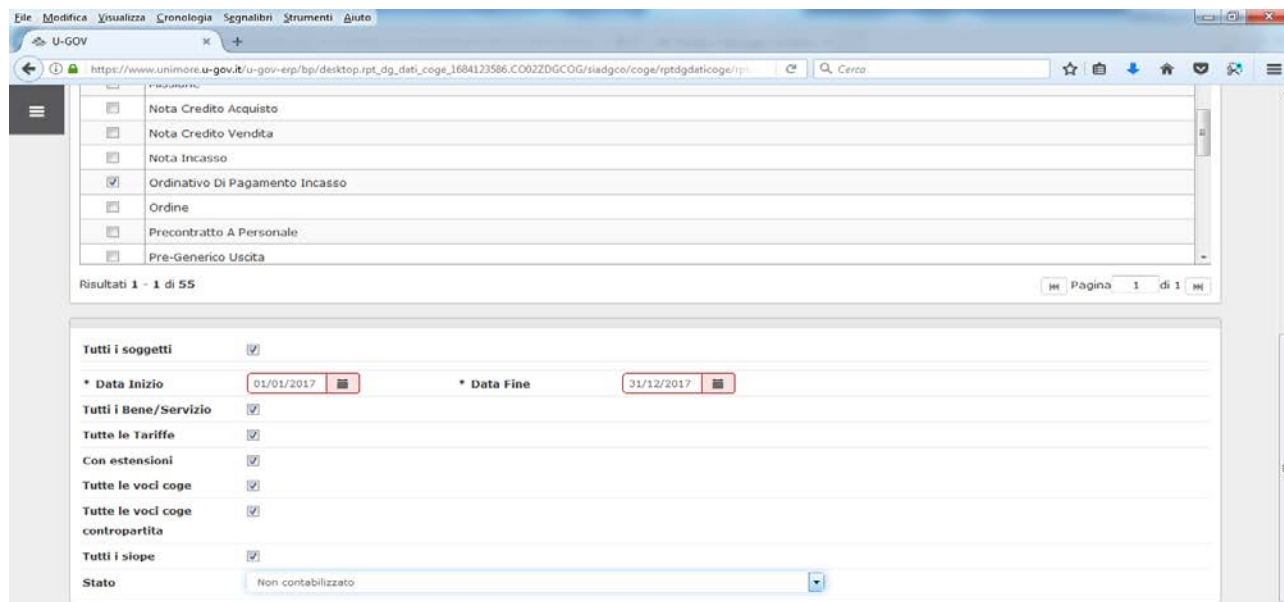 File Modifica Visualizza Cronologia Segnalibri Strumenti Aiuto
U-GOV
https://www.unimore.u-gov.it/u-gov-erp/bp/desktop.rpt_dg_dati_coge_1684123586.CO02ZDGCOG/siadgco/coge/rptdgdaticoge/rpt
Cerca
Nota Credito Acquisto
Nota Credito Vendita
Nota Incasso
Ordinativo Di Pagamento Incasso
Ordine
Precontratto A Personale
Pre-Generico Uscita
Risultati 1 - 1 di 55 Pagina 1 di 1
Tutti i soggetti
* Data Inizio 01/01/2017 * Data Fine 31/12/2017
Tutti i Bene/Servizio
Tutte le Tariffe
Con estensioni
Tutte le voci coge
Tutte le voci coge
contropartita
Tutti i siope
Stato Non contabilizzato